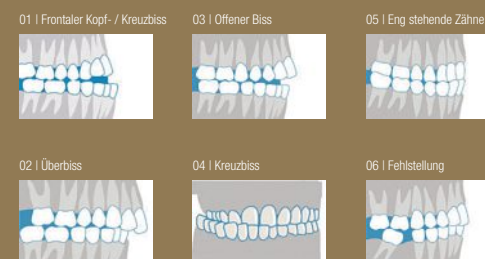 01 | Frontaler Kopf- / Kreuzbiss
03 | Offener Biss
05 | Eng stehende Zähne
02 | Überbiss
04 | Kreuzbiss
06 | Fehlstellung